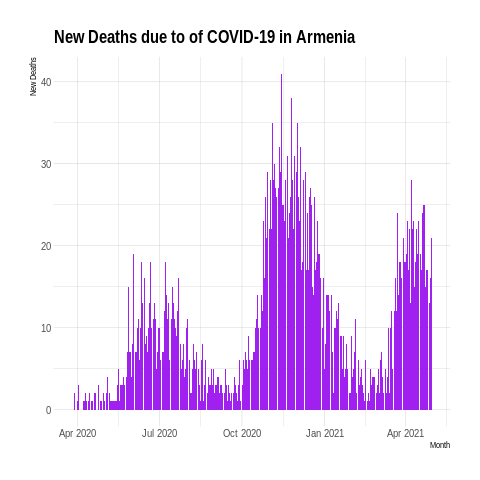 New Deaths due to of COVID-19 in Armenia
New Deaths
40
30
20
10
0
Apr 2020 Jul 2020 Oct 2020 Jan 2021 Apr 2021
Month